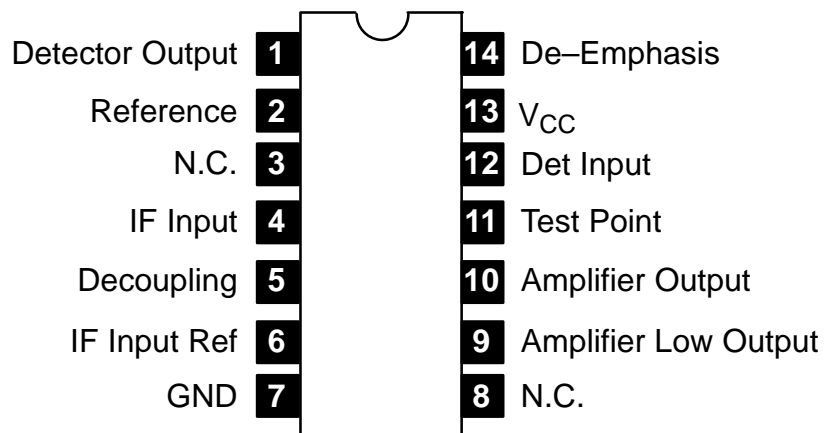 Detector Output 1 14 De–Emphasis
Reference 2 13 VCC
N.C. 3 12 Det Input
IF Input 4 11 Test Point
Decoupling 5 10 Amplifier Output
IF Input Ref 6 9 Amplifier Low Output
GND 7 8 N.C.